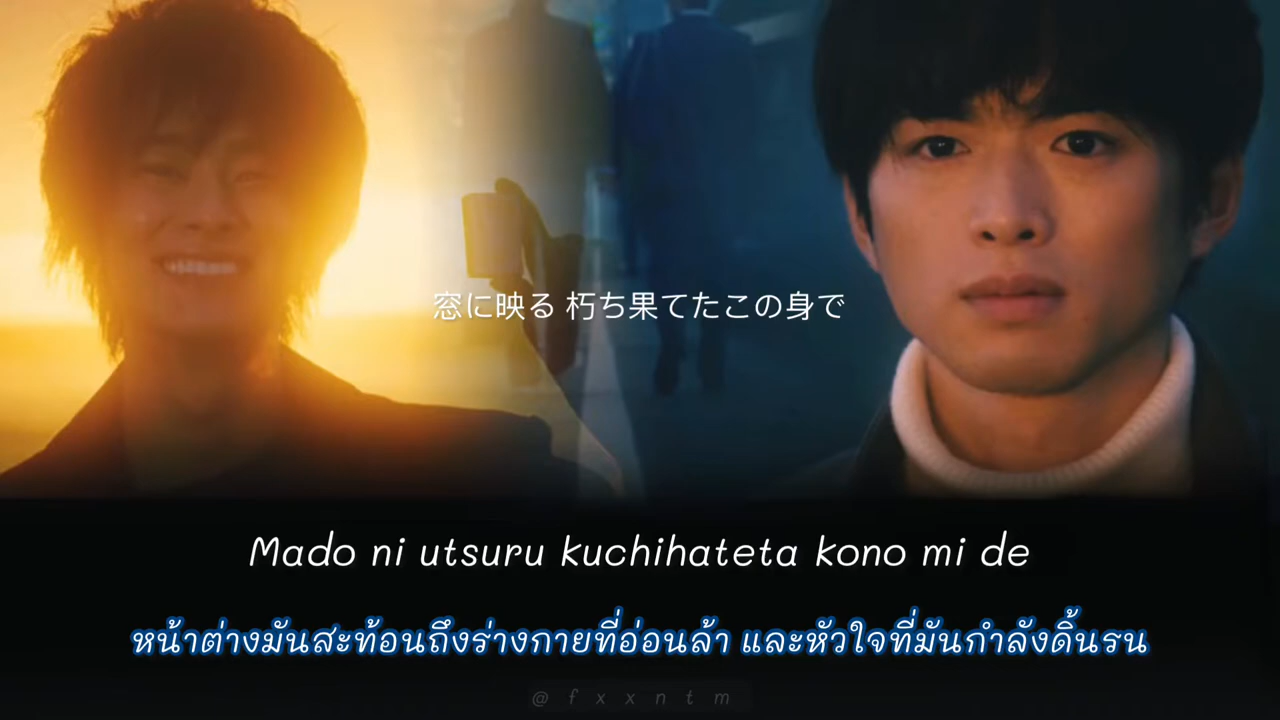 窓に映る 朽ち果てたこの身で
Mado ni utsuru kuchihateta kono mi de
หน้าต่างมันสะท้อนถึงร่างกายที่อ่อนล้า และหัวใจที่มันกำลังดิ้นรน
@fxxntm